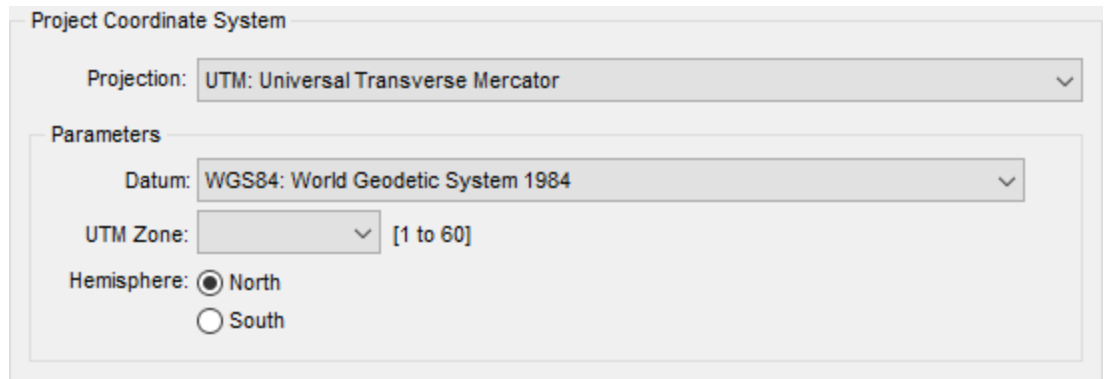 Project Coordinate System
Projection: UTM: Universal Transverse Mercator
Parameters
Datum: WGS84: World Geodetic System 1984
UTM Zone: [1 to 60]
Hemisphere: North
South